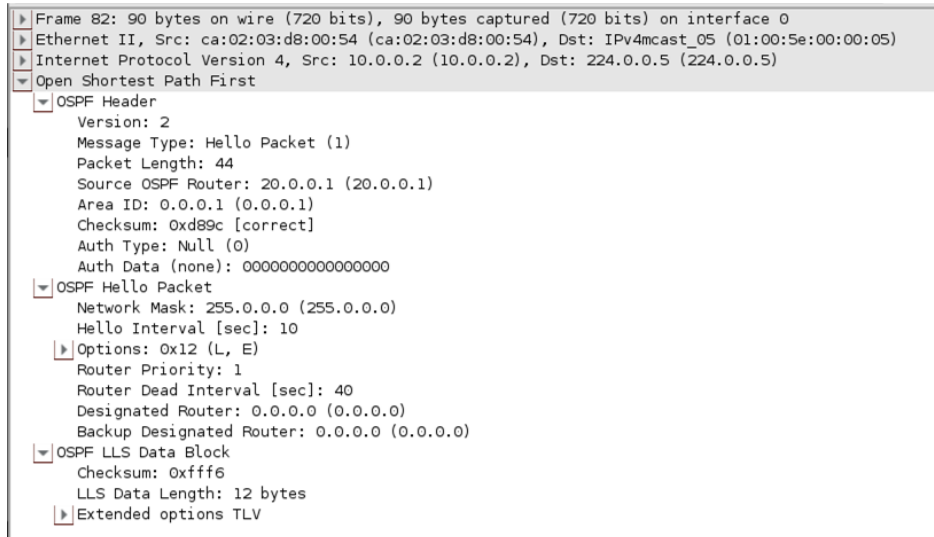 Frame 82: 90 bytes on wire (720 bits), 90 bytes captured (720 bits) on interface 0
Ethernet II, Src: ca:02:03:d8:00:54 (ca:02:03:d8:00:54), Dst: IPv4mcast_05 (01:00:5e:00:00:05)
Internet Protocol Version 4, Src: 10.0.0.2 (10.0.0.2), Dst: 224.0.0.5 (224.0.0.5)
Open Shortest Path First
OSPF Header
Version: 2
Message Type: Hello Packet (1)
Packet Length: 44
Source OSPF Router: 20.0.0.1 (20.0.0.1)
Area ID: 0.0.0.1 (0.0.0.1)
Checksum: 0xd89c [correct]
Auth Type: Null (0)
Auth Data (none): 0000000000000000
OSPF Hello Packet
Network Mask: 255.0.0.0 (255.0.0.0)
Hello Interval [sec]: 10
Options: 0x12 (L, E)
Router Priority: 1
Router Dead Interval [sec]: 40
Designated Router: 0.0.0.0 (0.0.0.0)
Backup Designated Router: 0.0.0.0 (0.0.0.0)
OSPF LLS Data Block
Checksum: 0xfff6
LLS Data Length: 12 bytes
Extended options TLV